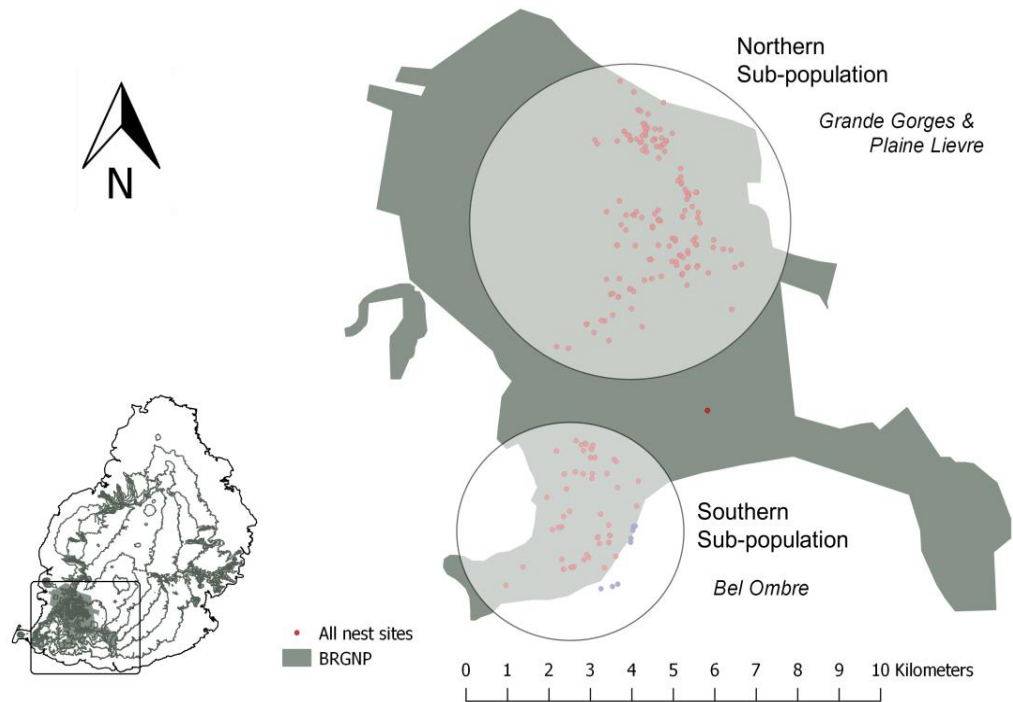 N
Northern
Sub-population
Grande Gorges &
Plaine Lievre
Southern
Sub-population
Bel Ombre
All nest sites
BRGNP
0 1 2 3 4 5 6 7 8 9 10 Kilometers